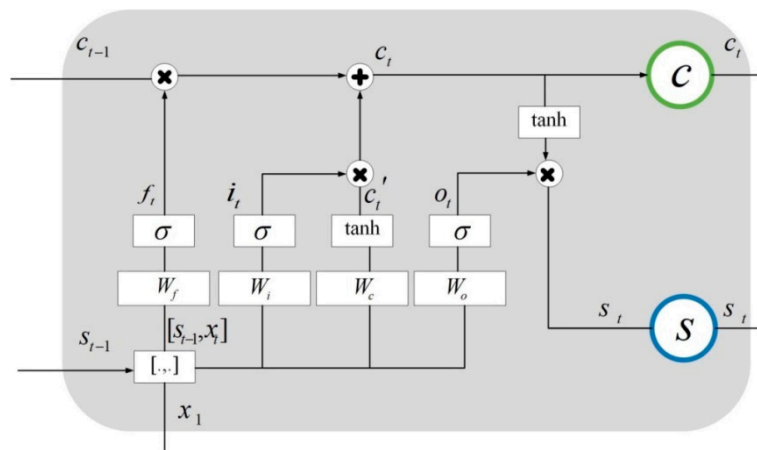 c_{t-1} c_t c c_t
tanh
f_t i_t c_t' o_t
σ σ tanh σ
W_f W_i W_c W_o
s_{t-1} [s_{t-1},x_t] s_t s s_t
[.,.]
x_1